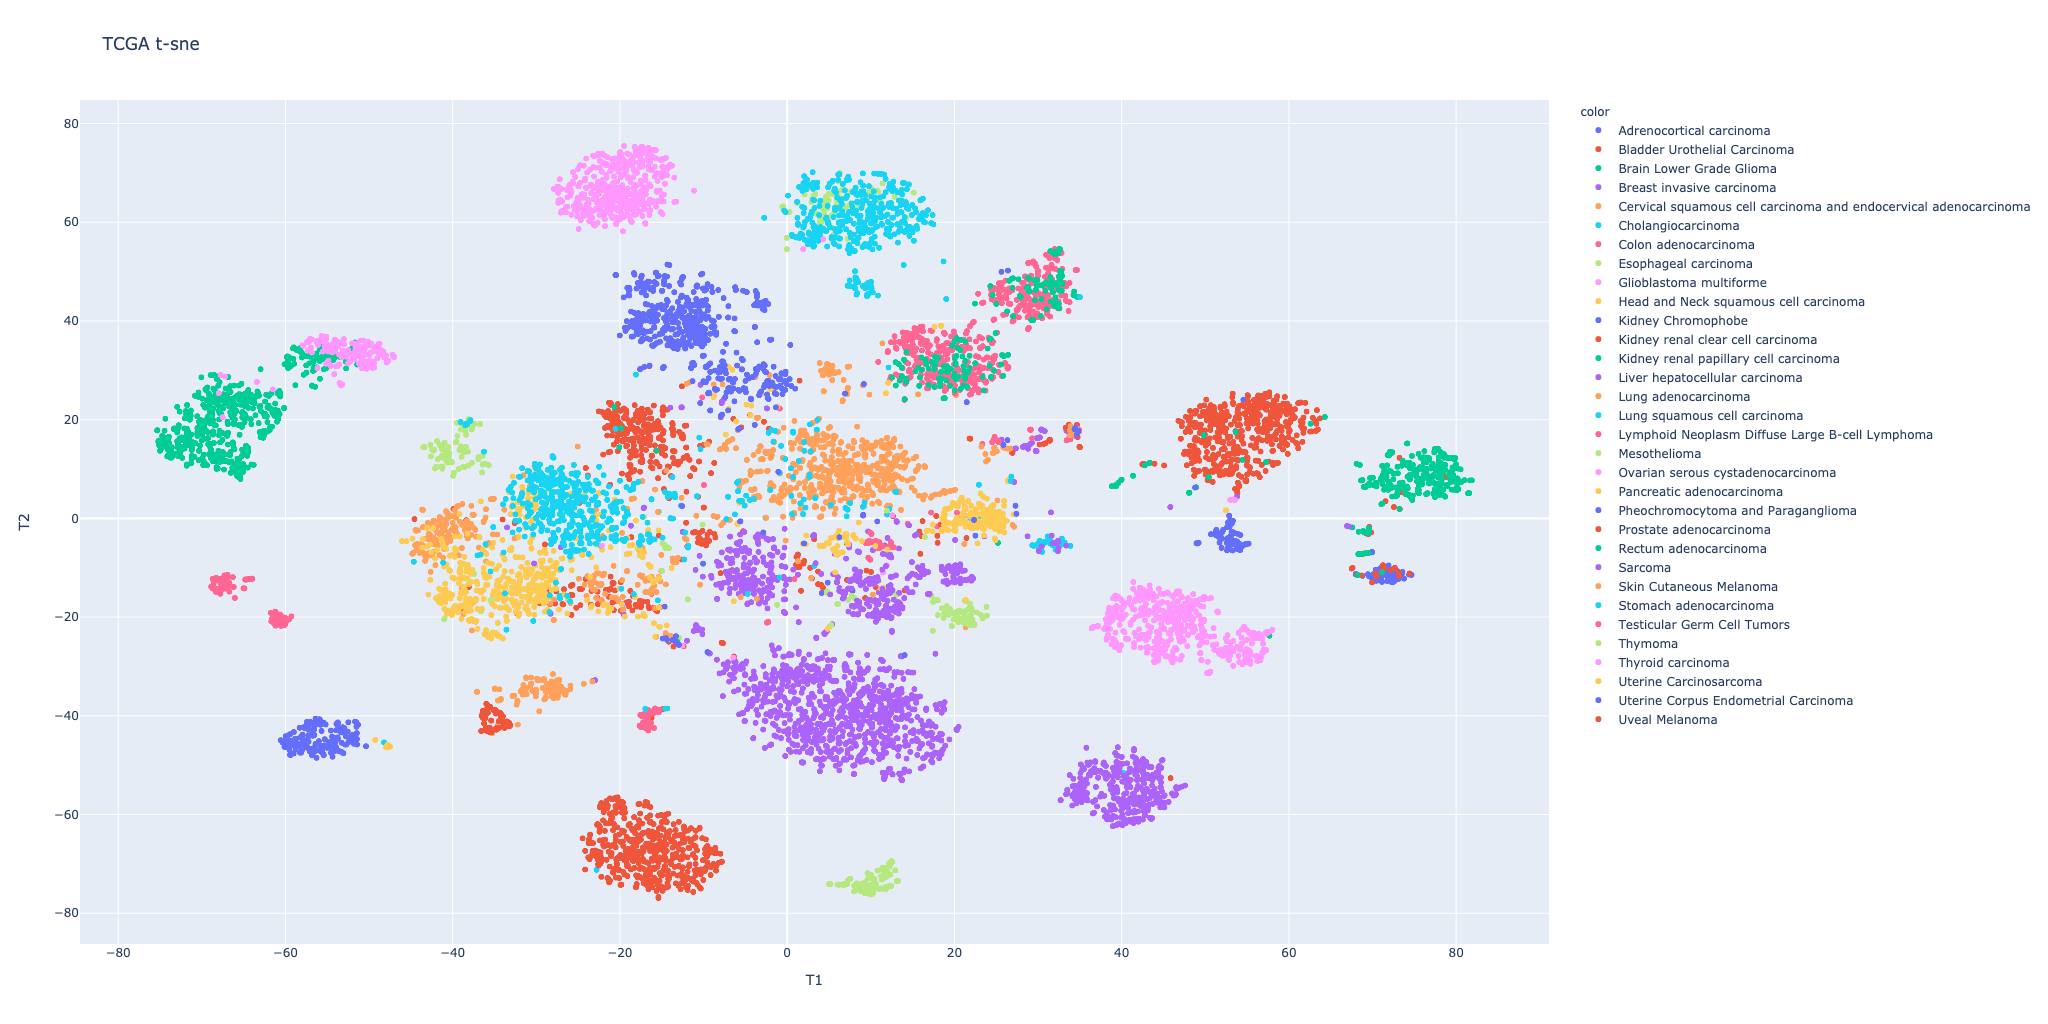 TCGA t-sne
80
60
40
20
0
−20
−40
−60
−80
T2
−80
−60
−40
−20
0
20
40
60
80
T1
color
Adrenocortical carcinoma
Bladder Urothelial Carcinoma
Brain Lower Grade Glioma
Breast invasive carcinoma
Cervical squamous cell carcinoma and endocervical adenocarcinoma
Cholangiocarcinoma
Colon adenocarcinoma
Esophageal carcinoma
Glioblastoma multiforme
Head and Neck squamous cell carcinoma
Kidney Chromophobe
Kidney renal clear cell carcinoma
Kidney renal papillary cell carcinoma
Liver hepatocellular carcinoma
Lung adenocarcinoma
Lung squamous cell carcinoma
Lymphoid Neoplasm Diffuse Large B-cell Lymphoma
Mesothelioma
Ovarian serous cystadenocarcinoma
Pancreatic adenocarcinoma
Pheochromocytoma and Paraganglioma
Prostate adenocarcinoma
Rectum adenocarcinoma
Sarcoma
Skin Cutaneous Melanoma
Stomach adenocarcinoma
Testicular Germ Cell Tumors
Thymoma
Thyroid carcinoma
Uterine Carcinosarcoma
Uterine Corpus Endometrial Carcinoma
Uveal Melanoma